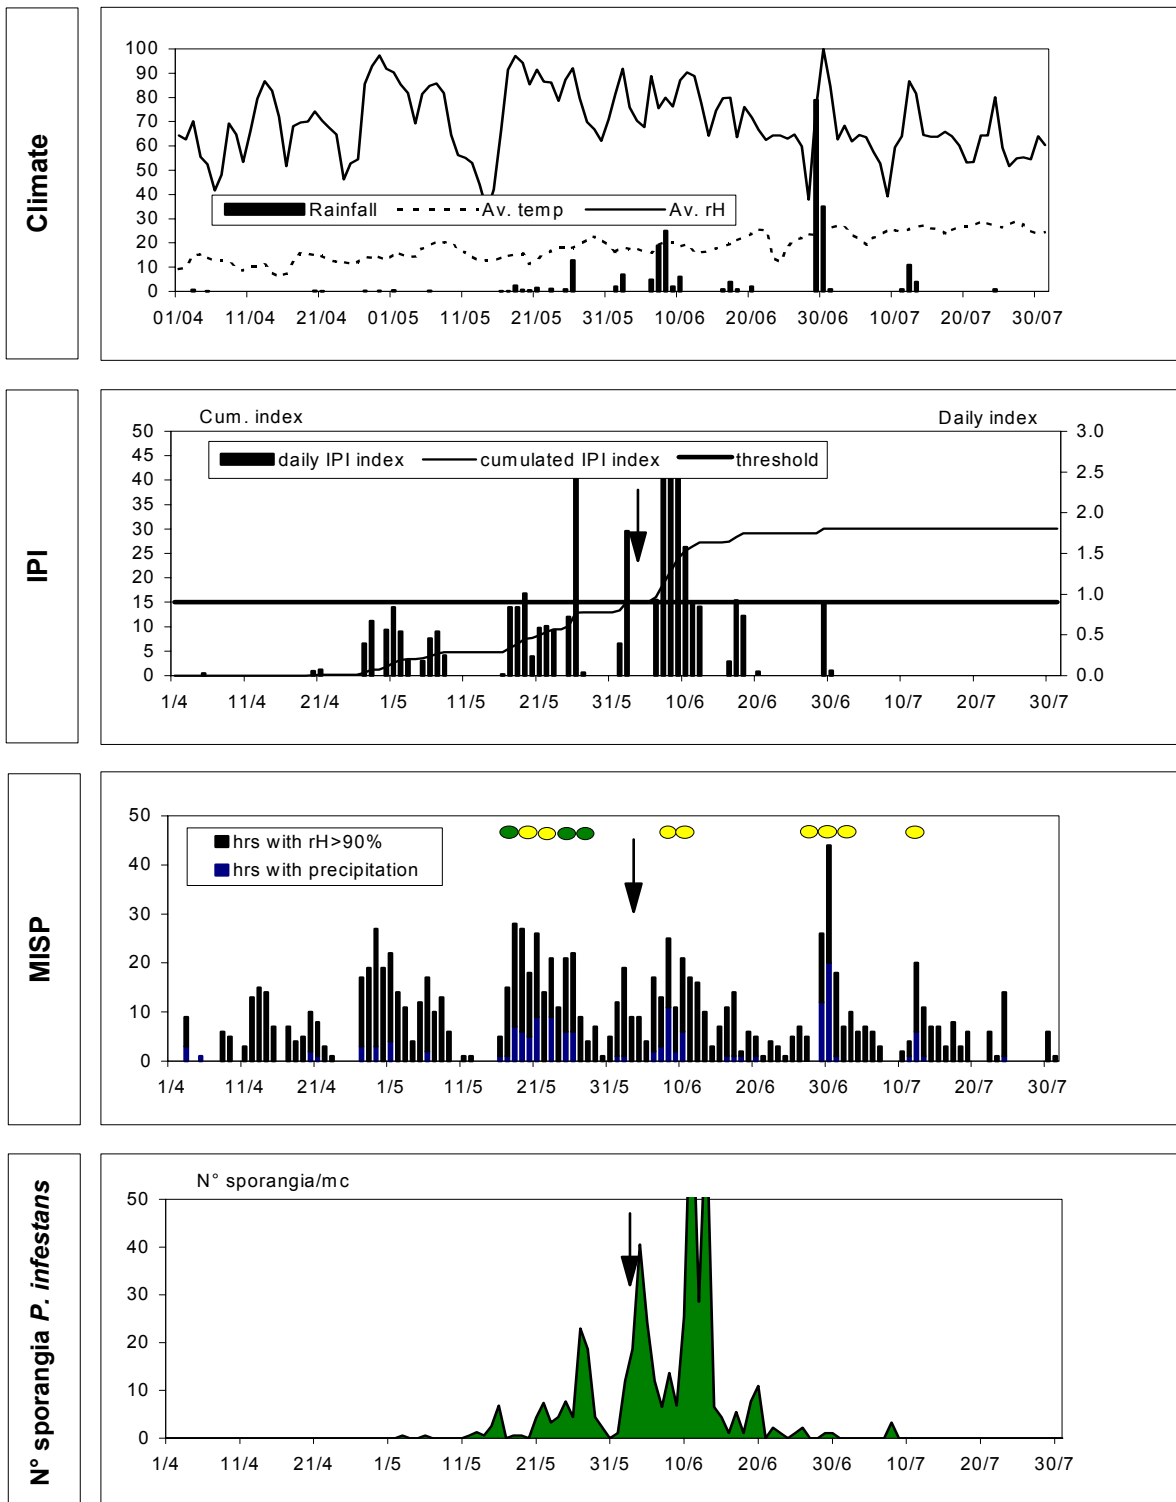 Climate
100
90
80
70
60
50
40
30
20
10
0
Rainfall Av. temp Av. rH
01/04 11/04 21/04 01/05 11/05 21/05 31/05 10/06 20/06 30/06 10/07 20/07 30/07
IPI
Cum. index Daily index
50
45
40
35
30
25
20
15
10
5
0
daily IPI index cumulated IPI index threshold
3.0
2.5
2.0
1.5
1.0
0.5
0.0
1/4 11/4 21/4 1/5 11/5 21/5 31/5 10/6 20/6 30/6 10/7 20/7 30/7
MISP
50
40
30
20
10
0
hrs with rH>90%
hrs with precipitation
1/4 11/4 21/4 1/5 11/5 21/5 31/5 10/6 20/6 30/6 10/7 20/7 30/7
N° sporangia P. infestans
N° sporangia/mc
50
40
30
20
10
0
1/4 11/4 21/4 1/5 11/5 21/5 31/5 10/6 20/6 30/6 10/7 20/7 30/7